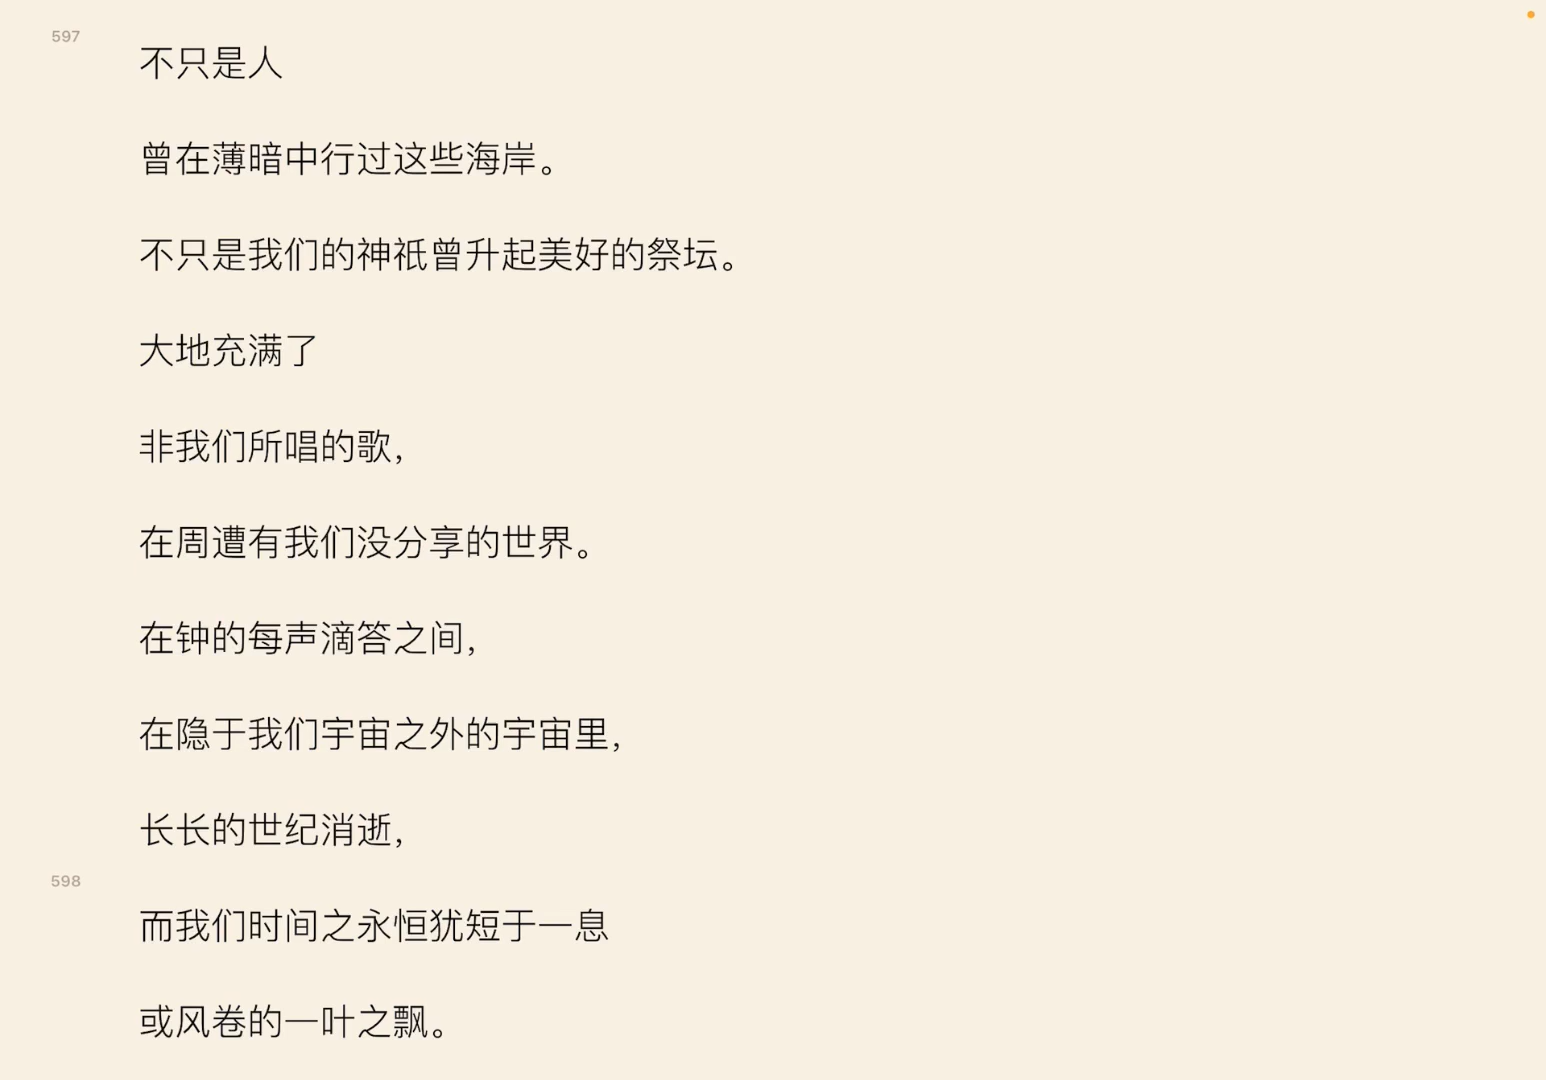 597
不只是人
曾在薄暗中行过这些海岸。
不只是我们的神祇曾升起美好的祭坛。
大地充满了
非我们所唱的歌，
在周遭有我们没分享的世界。
在钟的每声滴答之间，
在隐于我们宇宙之外的宇宙里，
长长的世纪消逝，
598
而我们时间之永恒犹短于一息
或风卷的一叶之飘。